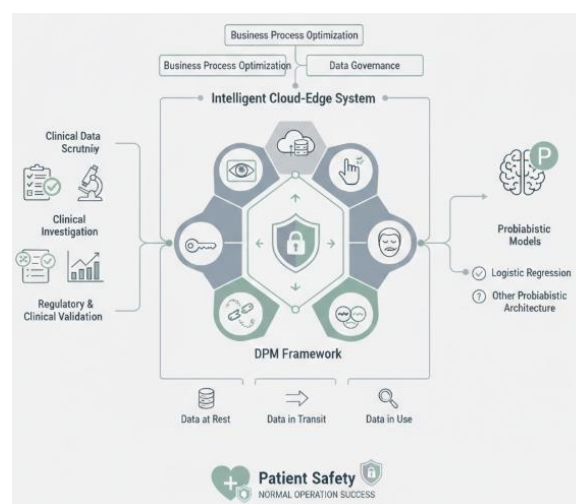 Business Process Optimization
Business Process Optimization
Data Governance
Intelligent Cloud-Edge System
Clinical Data
Scrutniy
Clinical
Investigation
Regulatory &
Clinical Validation
P
Probiabistic
Models
Logistic Regression
? Other Probiabistic
Architecture
DPM Framework
Data at Rest
Data in Transit
Data in Use
Patient Safety
NORMAL OPERATION SUCCESS